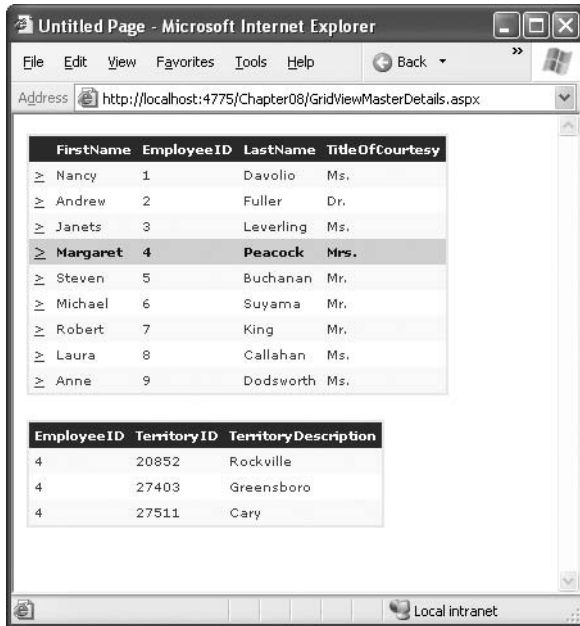 Untitled Page - Microsoft Internet Explorer
File Edit View Favorites Tools Help Back »
Address http://localhost:4775/Chapter08/GridViewMasterDetails.aspx
FirstName EmployeeID LastName TitleOfCourtesy
> Nancy 1 Davolio Ms.
> Andrew 2 Fuller Dr.
> Janets 3 Leverling Ms.
> Margaret 4 Peacock Mrs.
> Steven 5 Buchanan Mr.
> Michael 6 Suyama Mr.
> Robert 7 King Mr.
> Laura 8 Callahan Ms.
> Anne 9 Dodsworth Ms.
EmployeeID TerritoryID TerritoryDescription
4 20852 Rockville
4 27403 Greensboro
4 27511 Cary
Local intranet